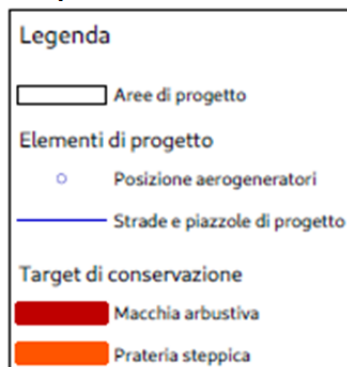 Legenda
Aree di progetto
Elementi di progetto
Posizione aerogeneratori
Strade e piazzole di progetto
Target di conservazione
Macchia arbustiva
Prateria steppica